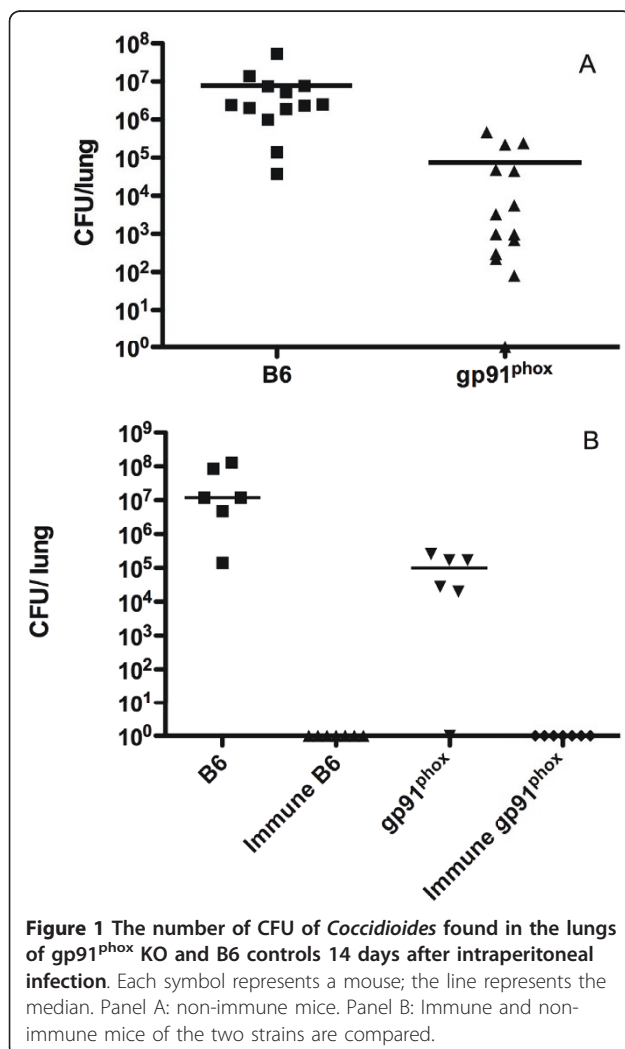 A
10⁸
10⁷
10⁶
10⁵
10⁴
10³
10²
10¹
10⁰
CFU/lung
B6
gp91ᵖʰᵒˣ
B
10⁹
10⁸
10⁷
10⁶
10⁵
10⁴
10³
10²
10¹
10⁰
CFU/ lung
B6
Immune B6
gp91ᵖʰᵒˣ
Immune gp91ᵖʰᵒˣ
Figure 1 The number of CFU of Coccidioides found in the lungs
of gp91ᵖʰᵒˣ KO and B6 controls 14 days after intraperitoneal
infection. Each symbol represents a mouse; the line represents the
median. Panel A: non-immune mice. Panel B: Immune and non-
immune mice of the two strains are compared.